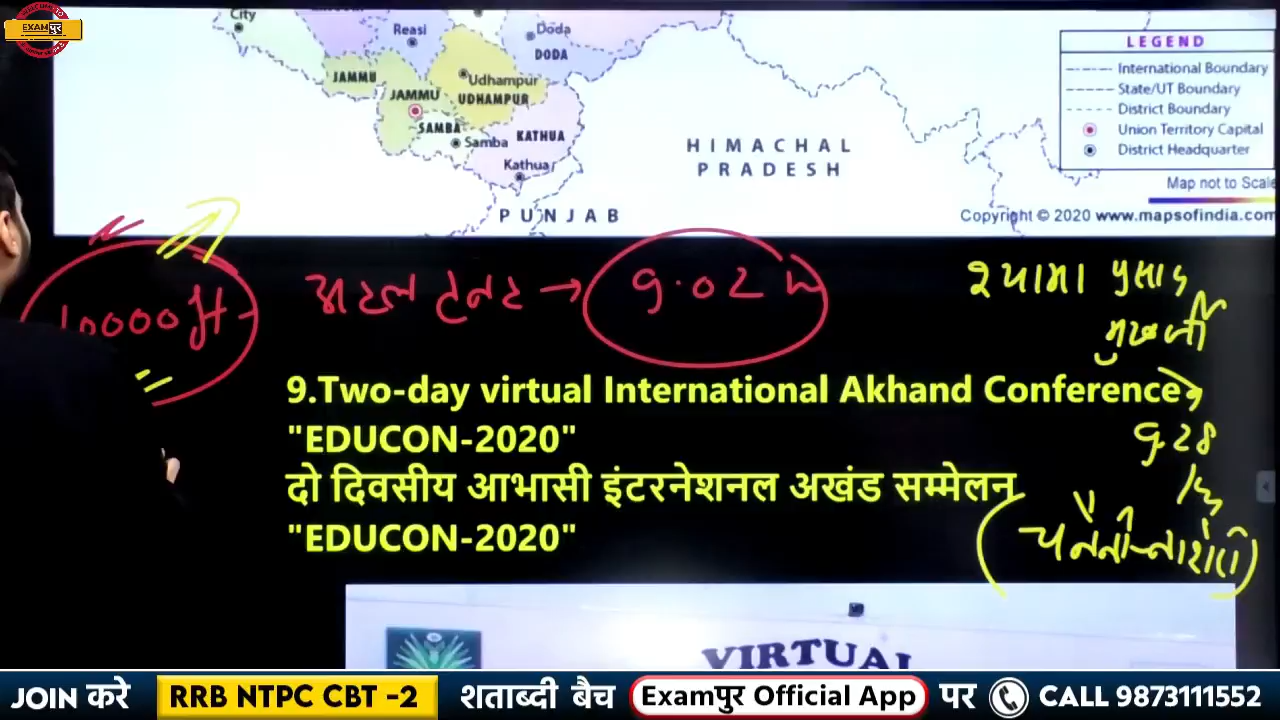 WELCOME TO
EXAMपुर
City
Reasi
Doda
DODA
JAMMU
Udhampur
JAMMU
UDHAMPUR
SAMBA
Samba
KATHUA
Kathua
HIMACHAL
PRADESH
PUNJAB
LEGEND
International Boundary
State/UT Boundary
District Boundary
Union Territory Capital
District Headquarter
Map not to Scale
Copyright © 2020 www.mapsofindia.com
10000 ft
अटल टनल → 9.02
श्यामा प्रसाद
मुखर्जी
9.28
चेनानी-नाशरी
9.Two-day virtual International Akhand Conference
"EDUCON-2020"
दो दिवसीय आभासी इंटरनेशनल अखंड सम्मेलन
"EDUCON-2020"
VIRTUAL
JOIN करे RRB NTPC CBT -2 शताब्दी बैच Examपुर Official App पर CALL 9873111552